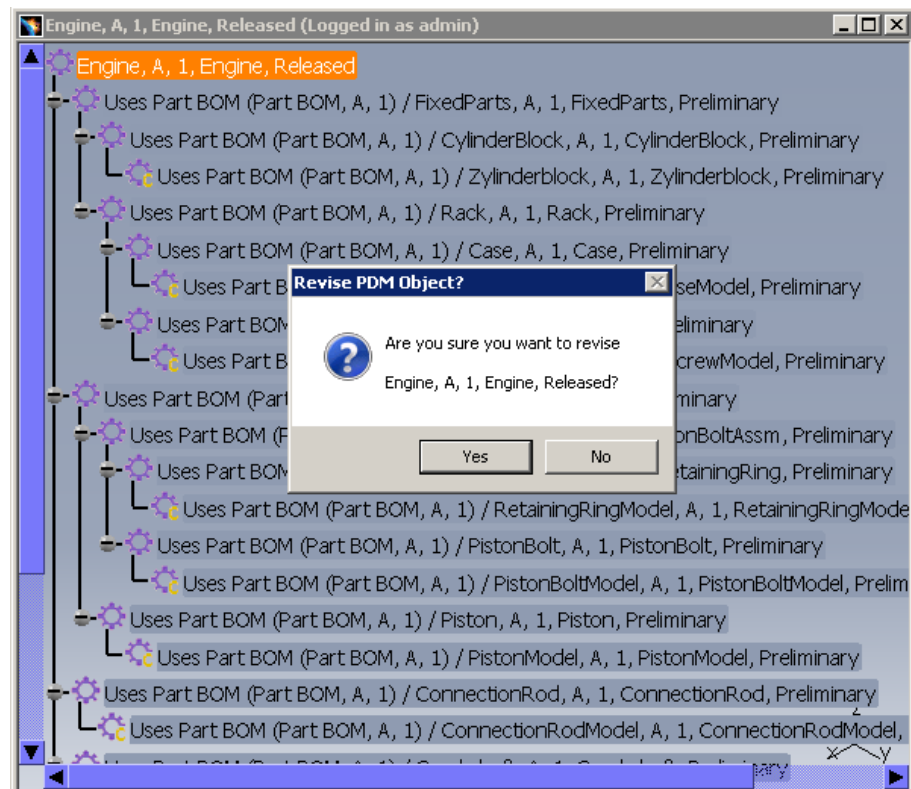 Engine, A, 1, Engine, Released (Logged in as admin)
Engine, A, 1, Engine, Released
Uses Part BOM (Part BOM, A, 1) / FixedParts, A, 1, FixedParts, Preliminary
Uses Part BOM (Part BOM, A, 1) / CylinderBlock, A, 1, CylinderBlock, Preliminary
C Uses Part BOM (Part BOM, A, 1) / Zylinderblock, A, 1, Zylinderblock, Preliminary
Uses Part BOM (Part BOM, A, 1) / Rack, A, 1, Rack, Preliminary
Uses Part BOM (Part BOM, A, 1) / Case, A, 1, Case, Preliminary
C Uses Part B seModel, Preliminary
Uses Part BOM eliminary
C Uses Part B crewModel, Preliminary
Uses Part BOM (Part minary
Uses Part BOM (P onBoltAssm, Preliminary
Uses Part BOM etainingRing, Preliminary
Revise PDM Object?
Are you sure you want to revise
Engine, A, 1, Engine, Released?
Yes No
C Uses Part BOM (Part BOM, A, 1) / RetainingRingModel, A, 1, RetainingRingMode
Uses Part BOM (Part BOM, A, 1) / PistonBolt, A, 1, PistonBolt, Preliminary
C Uses Part BOM (Part BOM, A, 1) / PistonBoltModel, A, 1, PistonBoltModel, Prelim
Uses Part BOM (Part BOM, A, 1) / Piston, A, 1, Piston, Preliminary
C Uses Part BOM (Part BOM, A, 1) / PistonModel, A, 1, PistonModel, Preliminary
Uses Part BOM (Part BOM, A, 1) / ConnectionRod, A, 1, ConnectionRod, Preliminary
C Uses Part BOM (Part BOM, A, 1) / ConnectionRodModel, A, 1, ConnectionRodModel,
z
x y